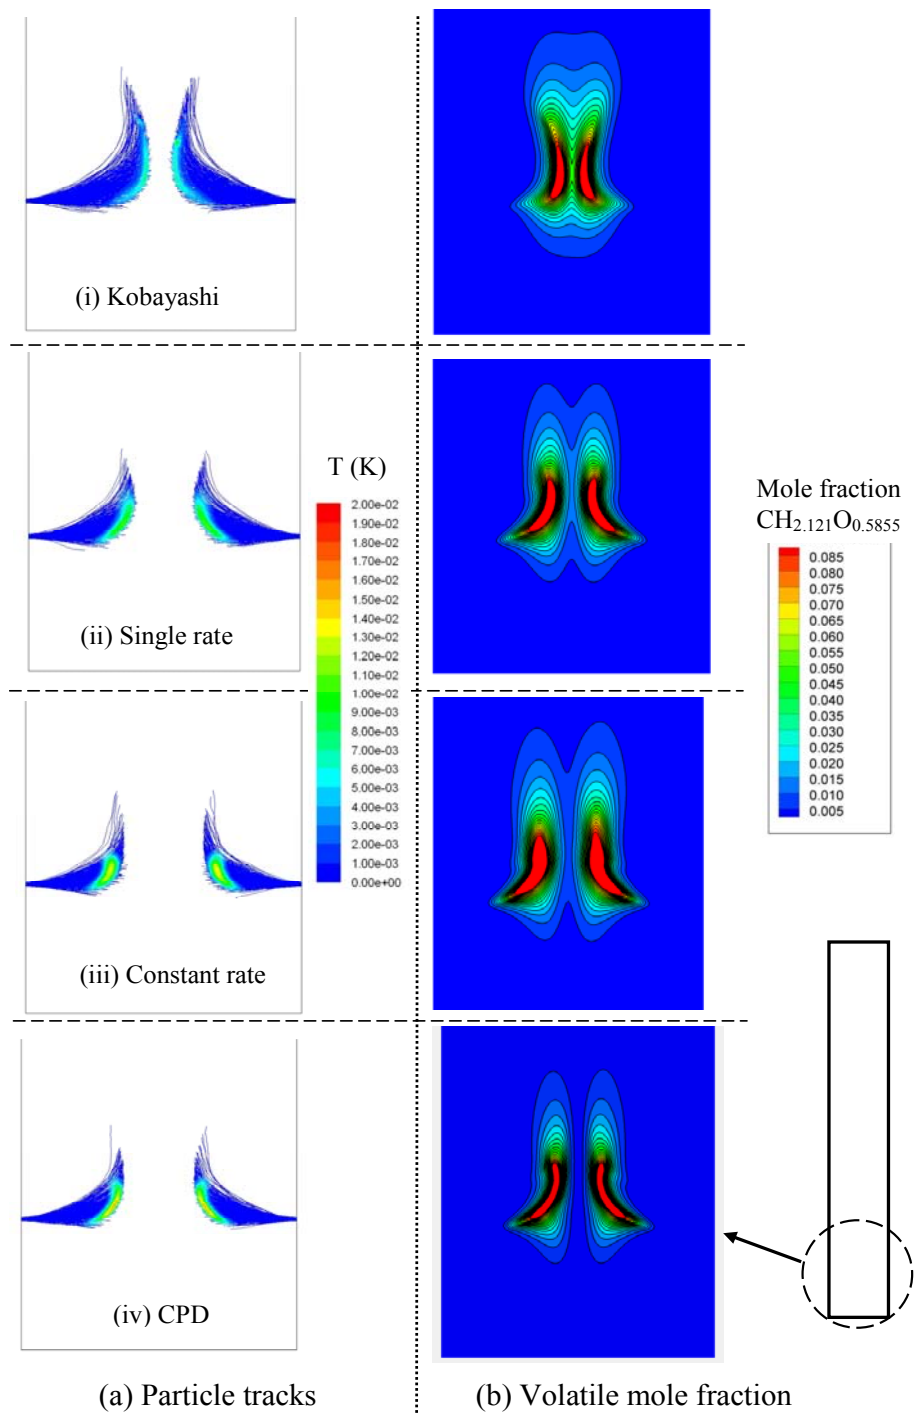 (i) Kobayashi
(ii) Single rate
T (K)
2.00e-02
1.90e-02
1.80e-02
1.70e-02
1.60e-02
1.50e-02
1.40e-02
1.30e-02
1.20e-02
1.10e-02
1.00e-02
9.00e-03
8.00e-03
7.00e-03
6.00e-03
5.00e-03
4.00e-03
3.00e-03
2.00e-03
1.00e-03
0.00e+00
Mole fraction
CH2.121O0.5855
0.085
0.080
0.075
0.070
0.065
0.060
0.055
0.050
0.045
0.040
0.035
0.030
0.025
0.020
0.015
0.010
0.005
(iii) Constant rate
(iv) CPD
(a) Particle tracks
(b) Volatile mole fraction